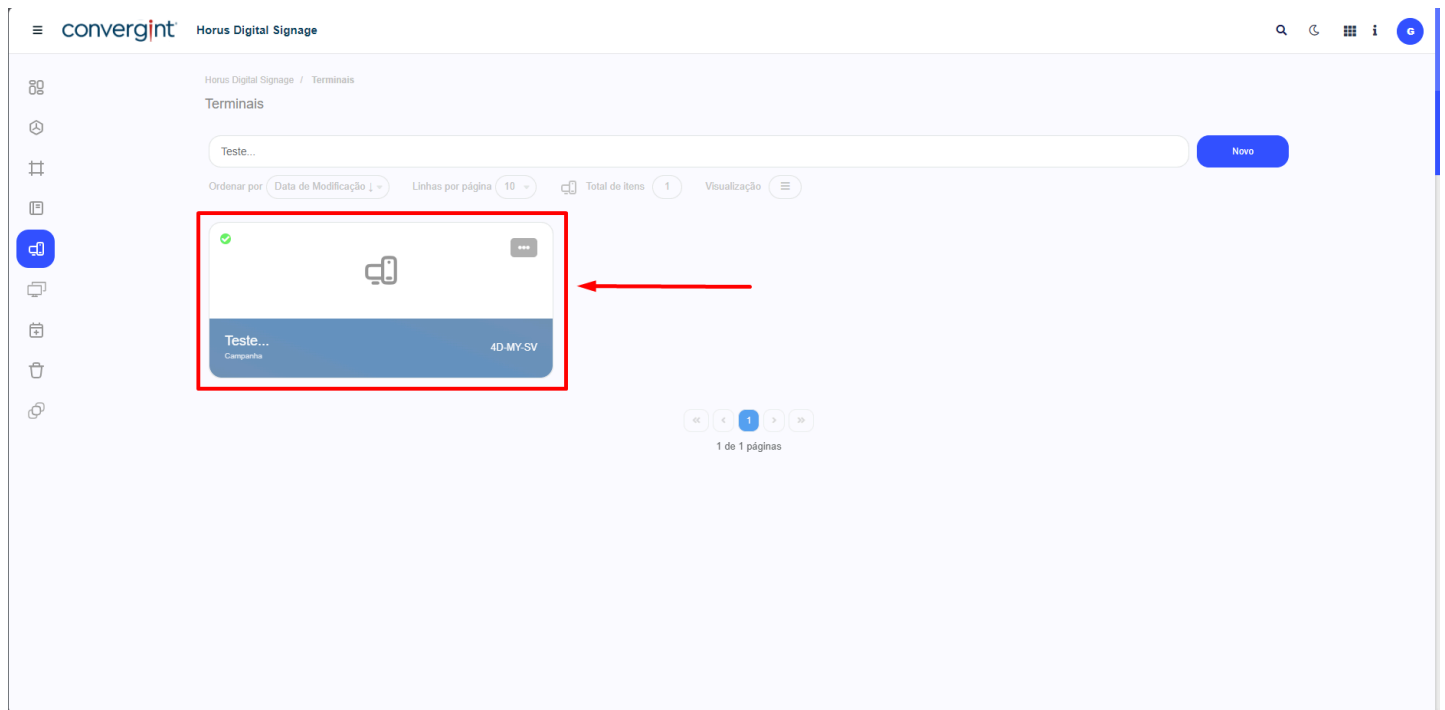 convergint Horus Digital Signage
G
Horus Digital Signage / Terminais
Terminais
Teste...
Novo
Ordenar por Data de Modificação ↓ Linhas por página 10 Total de itens 1 Visualização
Teste...
Campanha
4D-MY-SV
« ‹ 1 › »
1 de 1 páginas